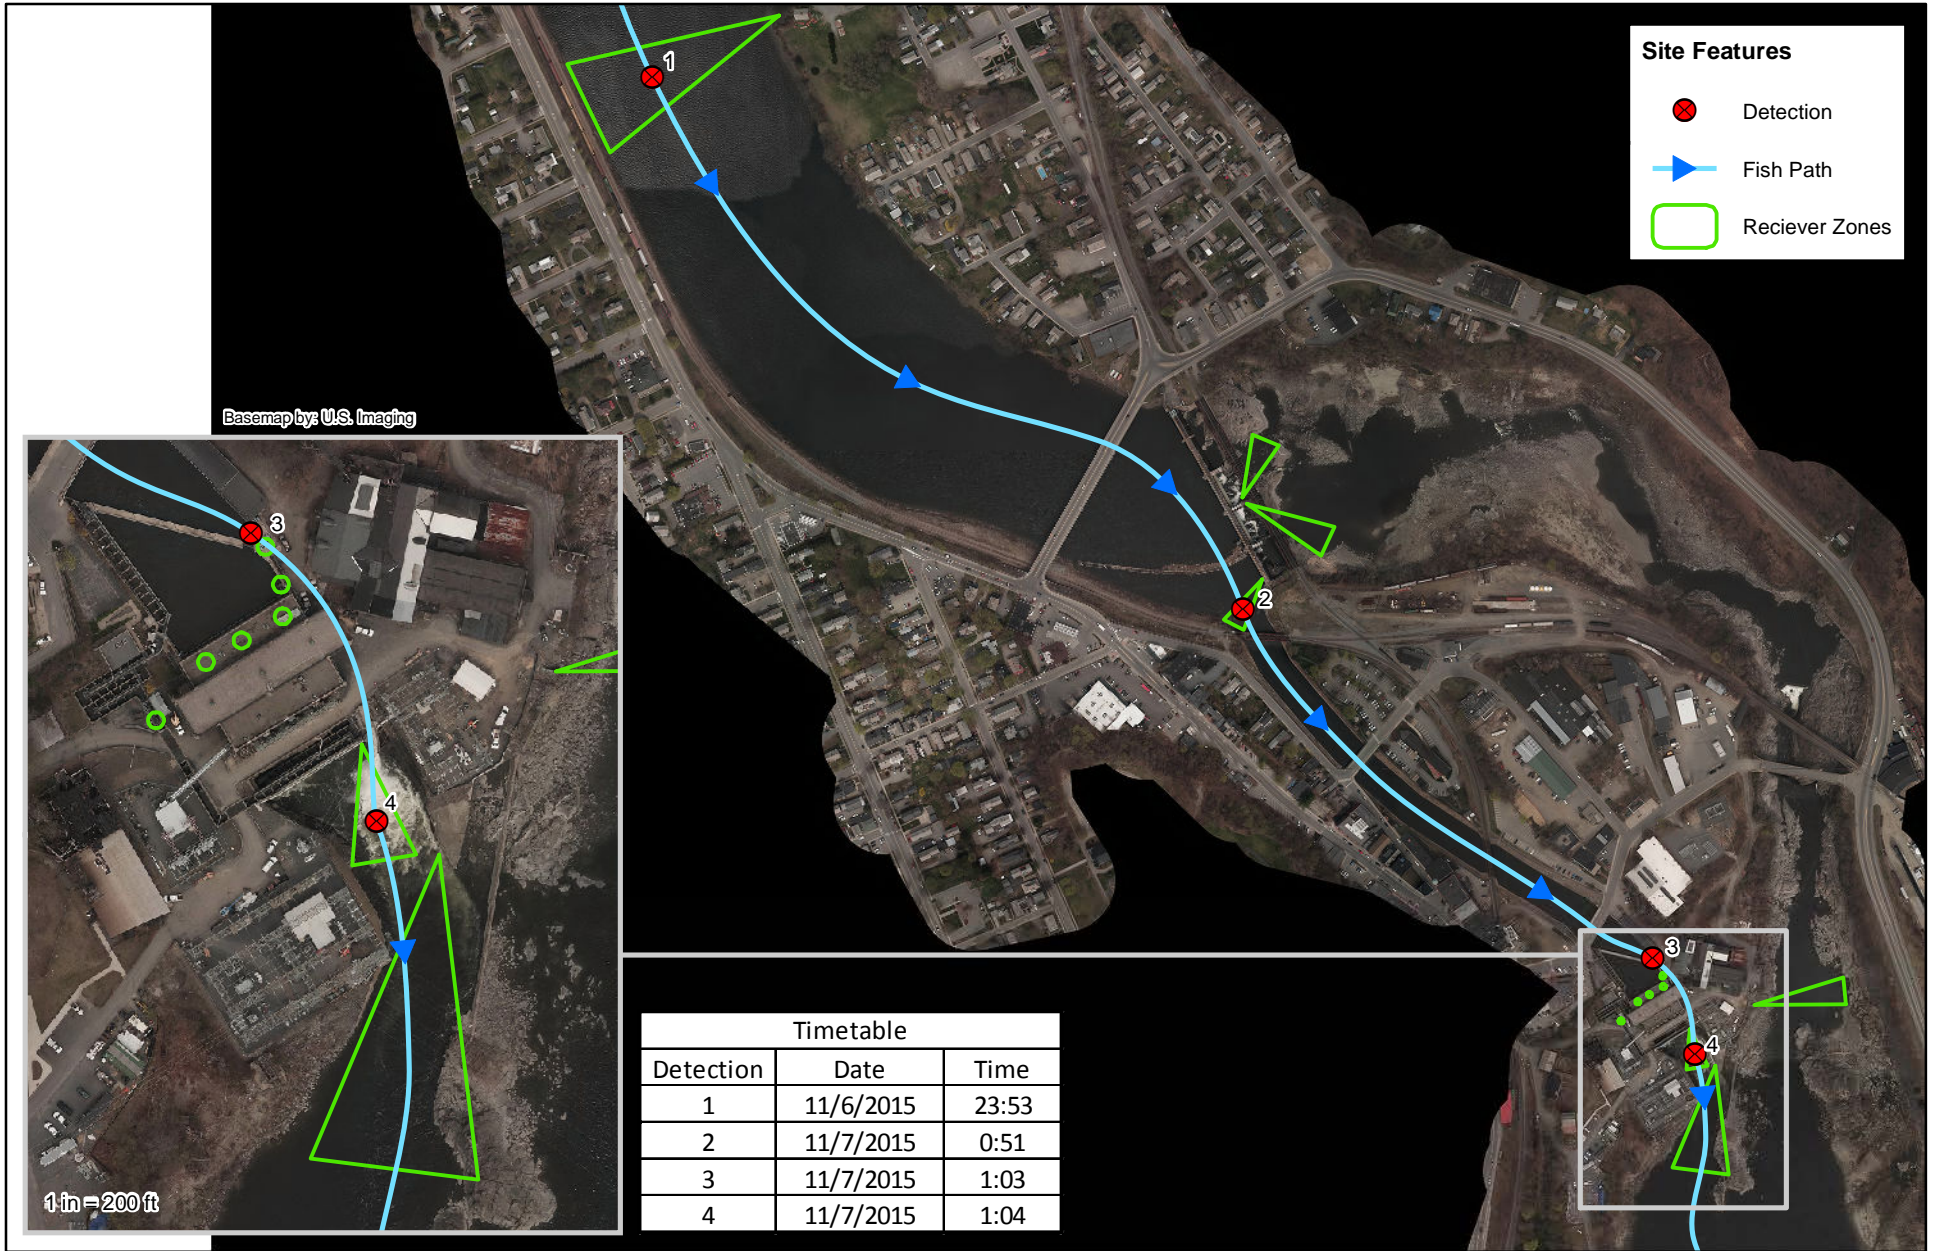 Site Features
Detection
Fish Path
Reciever Zones
1
2
3
4
Basemap by: U.S. Imaging
3
4
1 in = 200 ft
Timetable
Detection Date Time
1 11/6/2015 23:53
2 11/7/2015 0:51
3 11/7/2015 1:03
4 11/7/2015 1:04